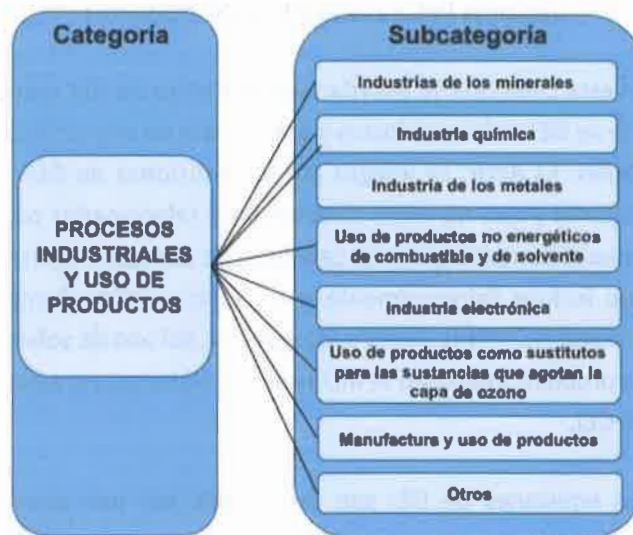 Categoría
PROCESOS
INDUSTRIALES
Y USO DE
PRODUCTOS
Subcategoría
Industrias de los minerales
Industria química
Industria de los metales
Uso de productos no energéticos
de combustible y de solvente
Industria electrónica
Uso de productos como sustitutos
para las sustancias que agotan la
capa de ozono
Manufactura y uso de productos
Otros